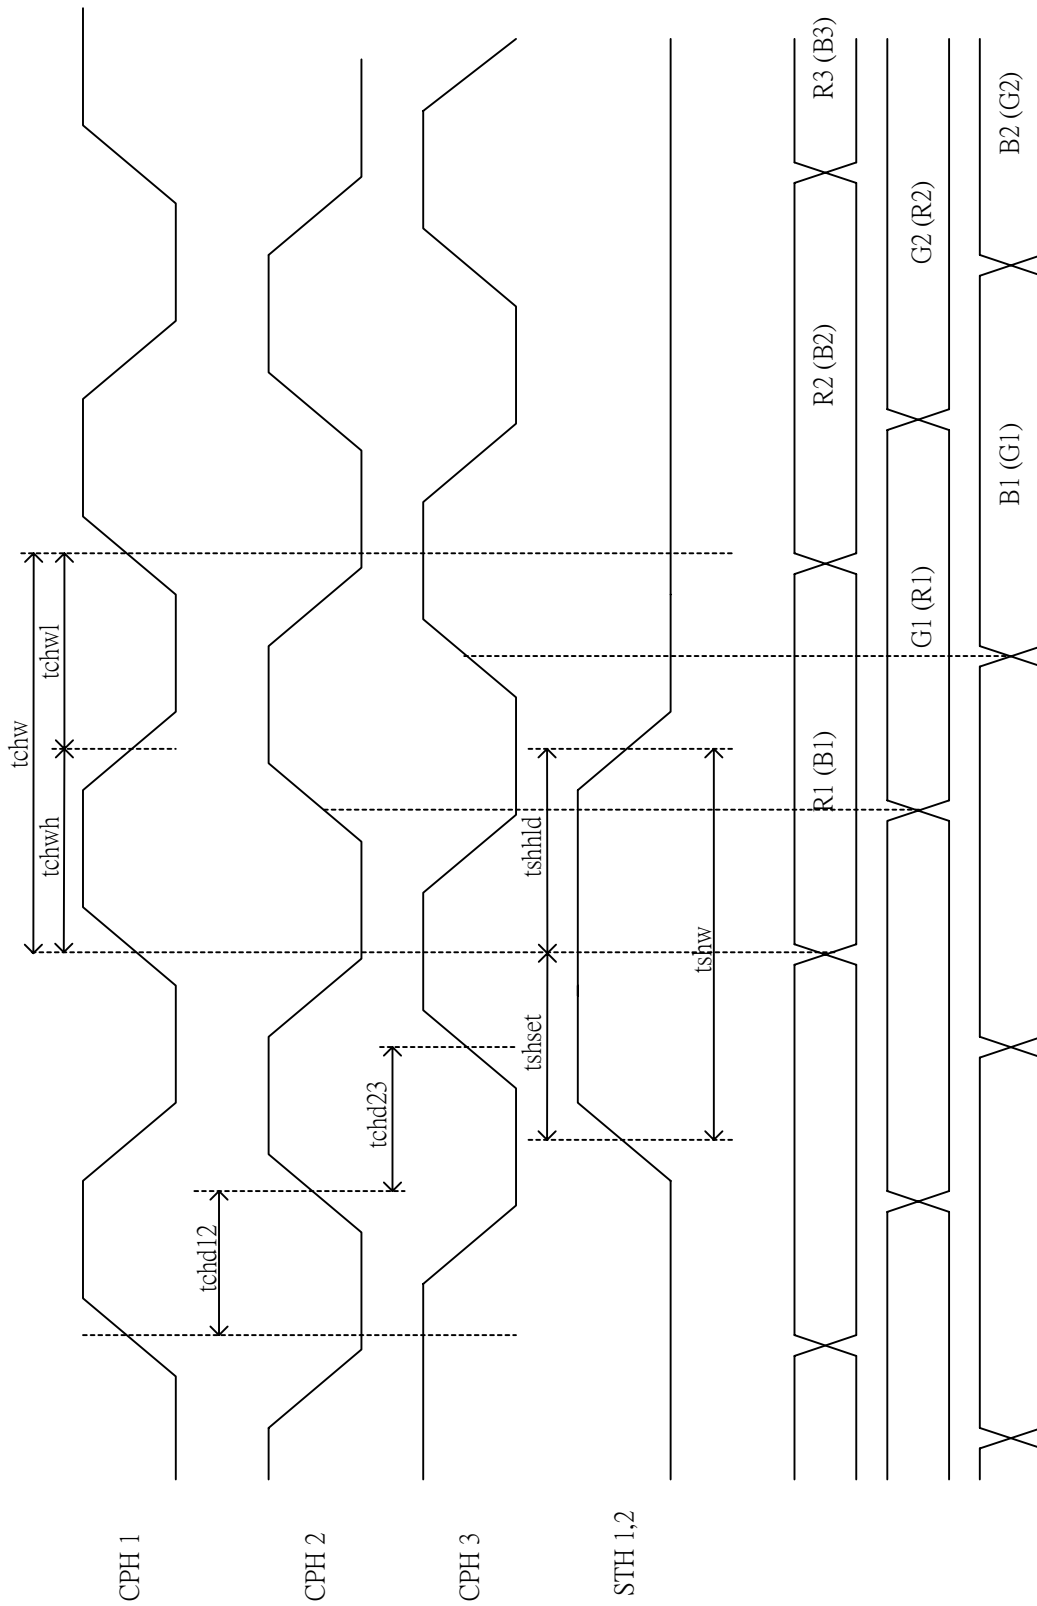 tchw
tchwh
tchwl
CPH 1
tchd12
CPH 2
tchd23
CPH 3
tshset
tshhld
STH 1,2
tshw
R1 (B1)
R2 (B2)
R3 (B3)
G1 (R1)
G2 (R2)
B1 (G1)
B2 (G2)